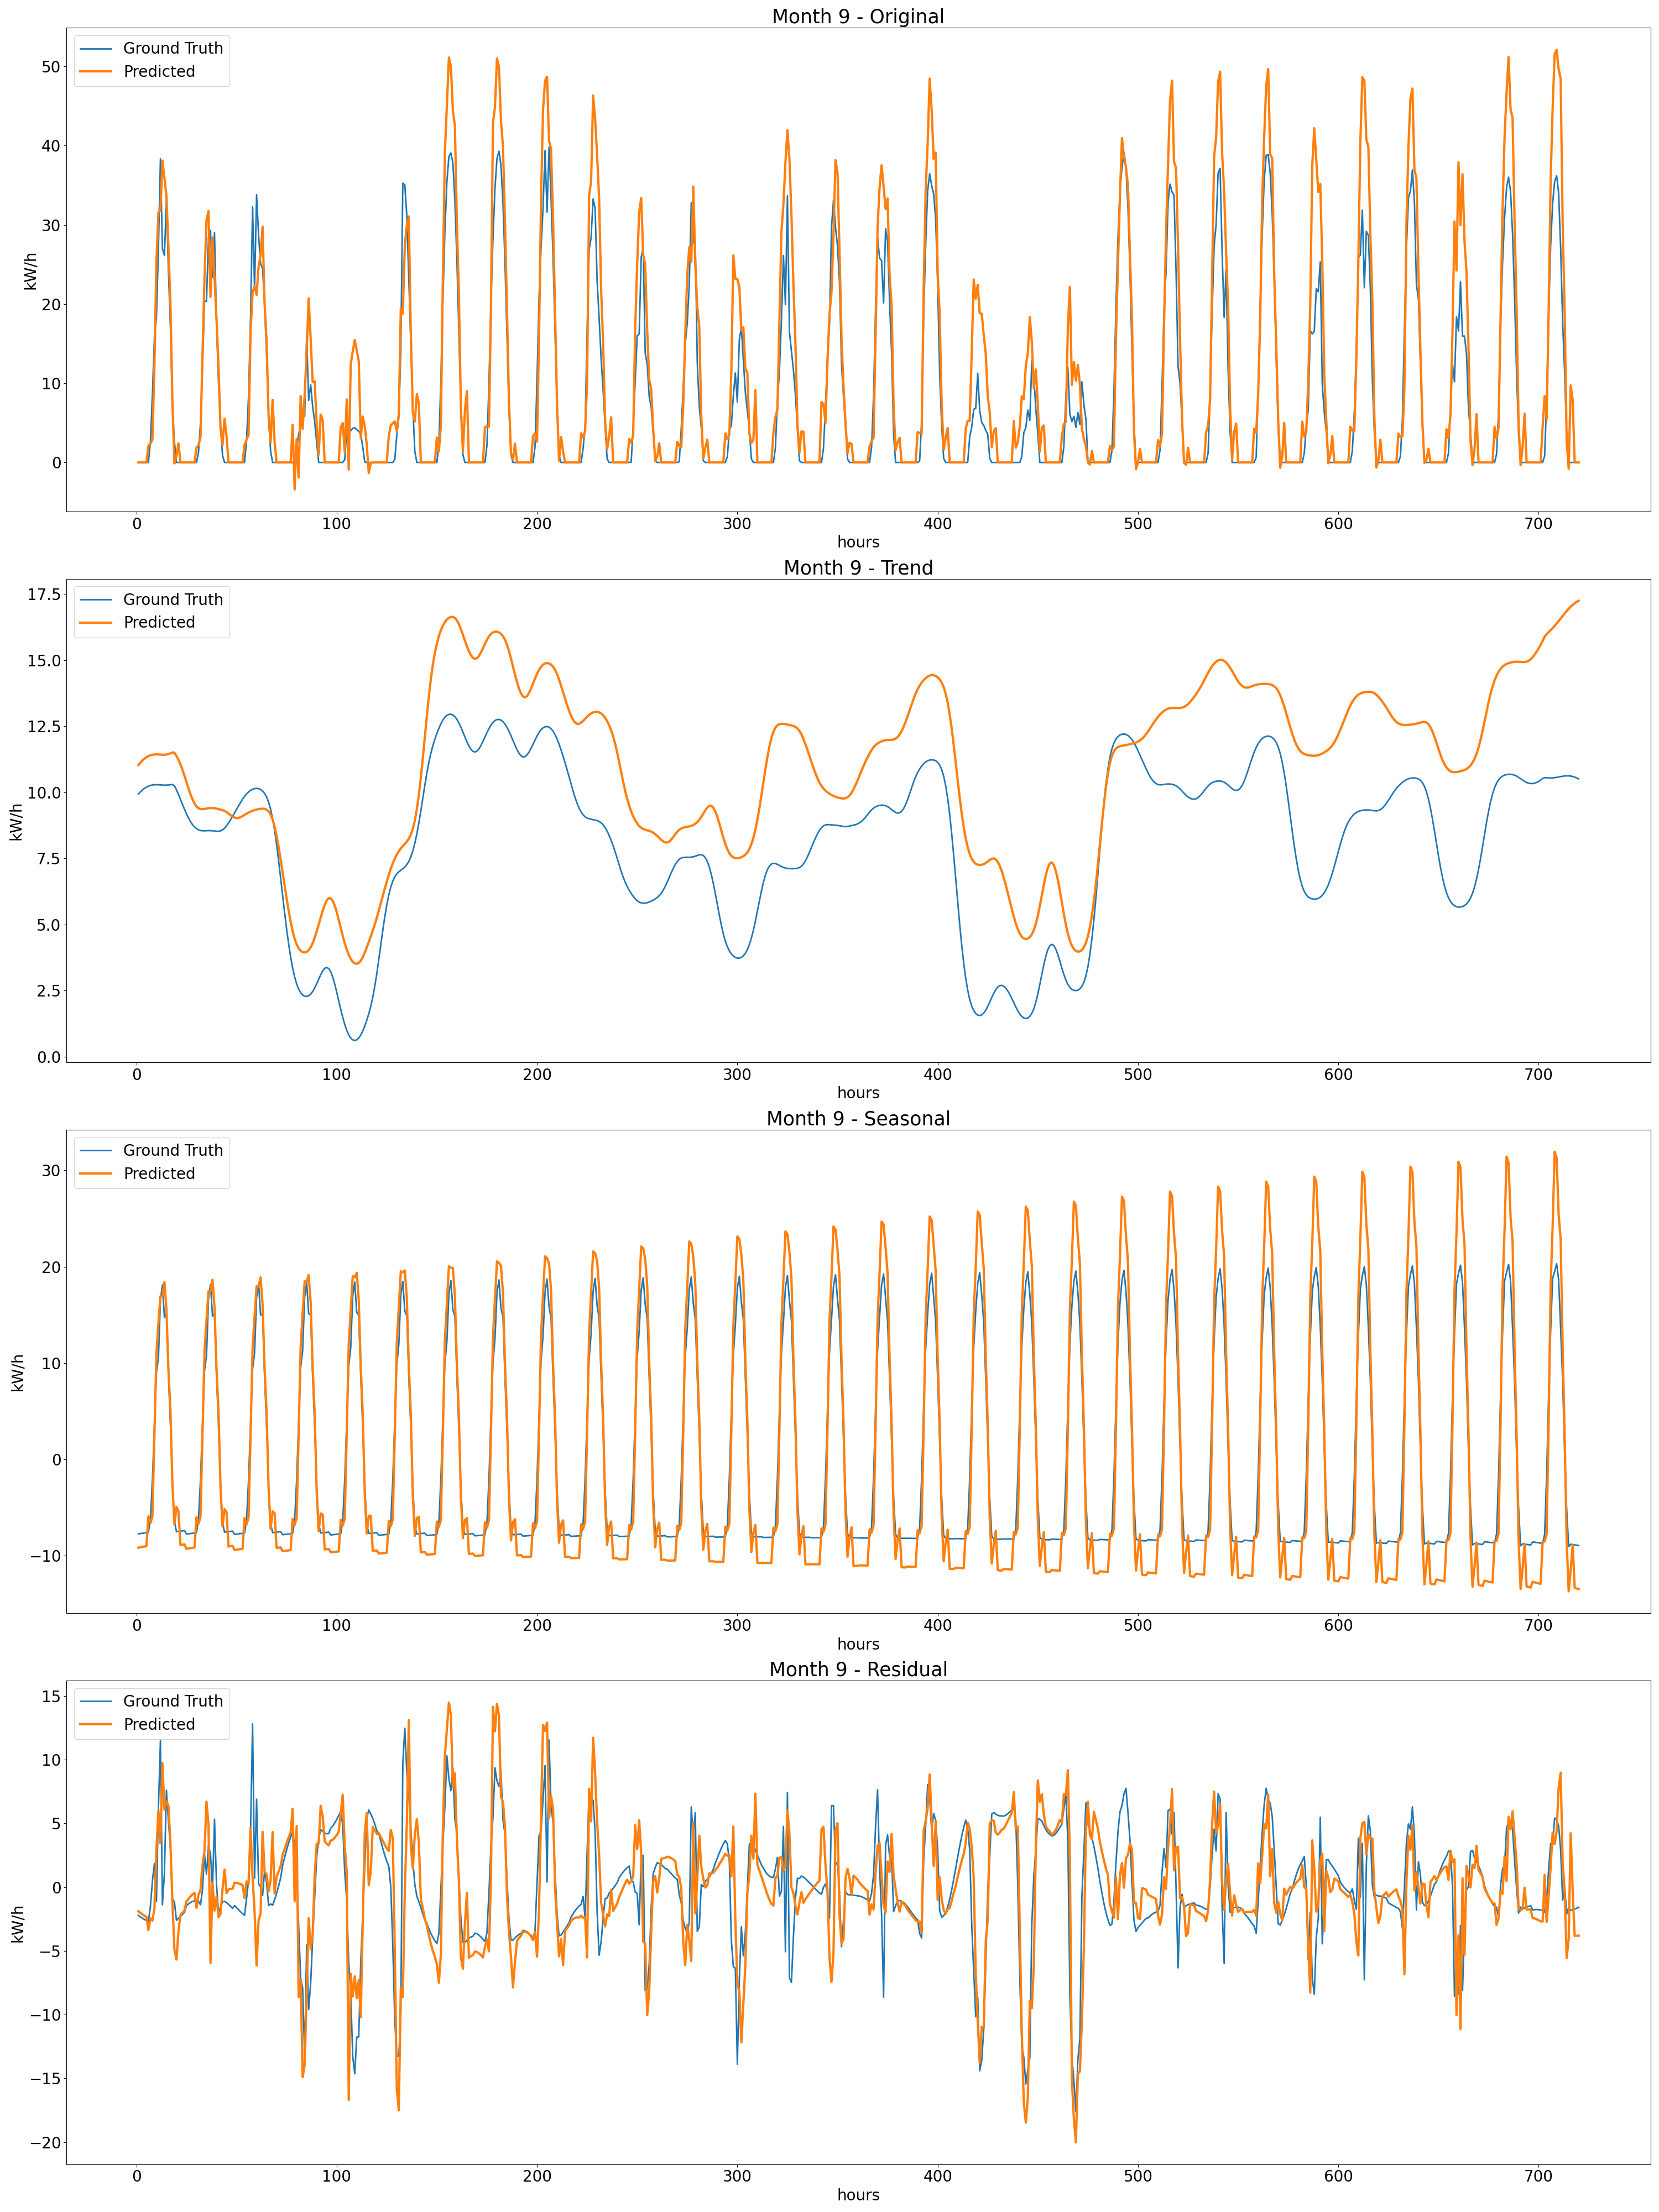 Month 9 - Original
Ground Truth
Predicted
50
40
30
20
10
0
kW/h
0 100 200 300 400 500 600 700
hours
Month 9 - Trend
Ground Truth
Predicted
17.5
15.0
12.5
10.0
7.5
5.0
2.5
0.0
kW/h
0 100 200 300 400 500 600 700
hours
Month 9 - Seasonal
Ground Truth
Predicted
30
20
10
0
−10
kW/h
0 100 200 300 400 500 600 700
hours
Month 9 - Residual
Ground Truth
Predicted
15
10
5
0
−5
−10
−15
−20
kW/h
0 100 200 300 400 500 600 700
hours